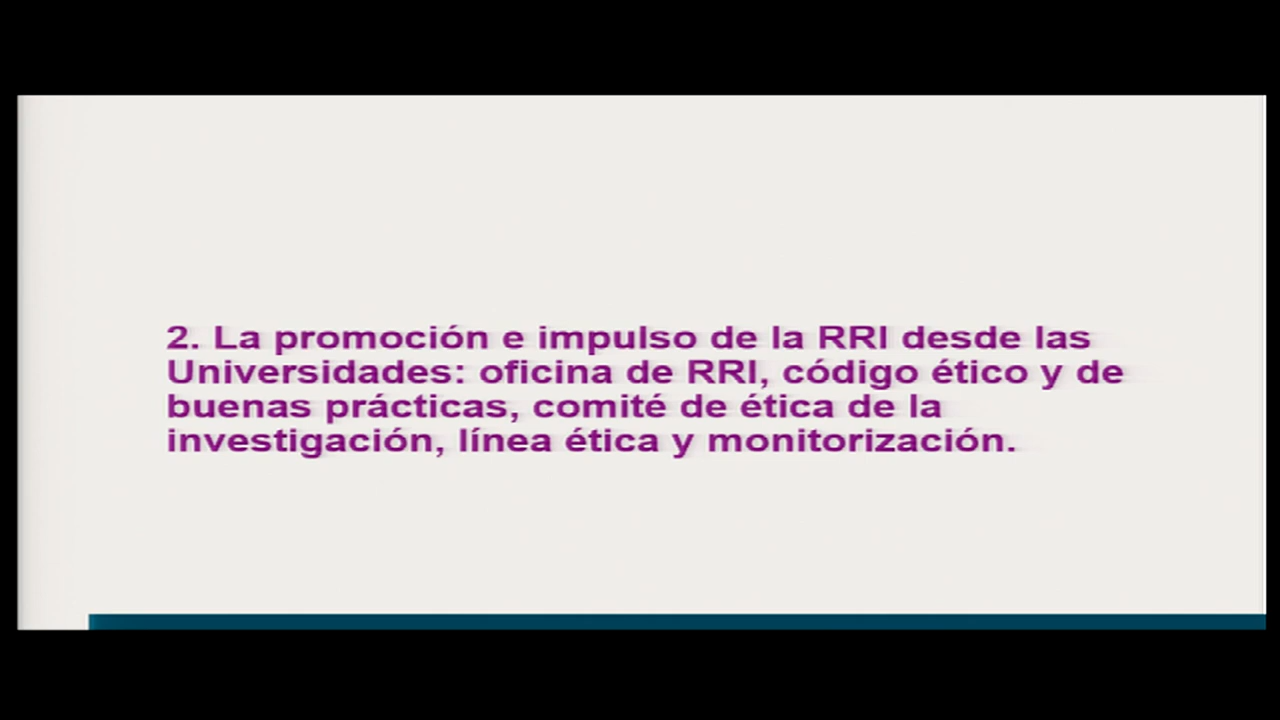 2. La promoción e impulso de la RRI desde las
Universidades: oficina de RRI, código ético y de
buenas prácticas, comité de ética de la
investigación, línea ética y monitorización.